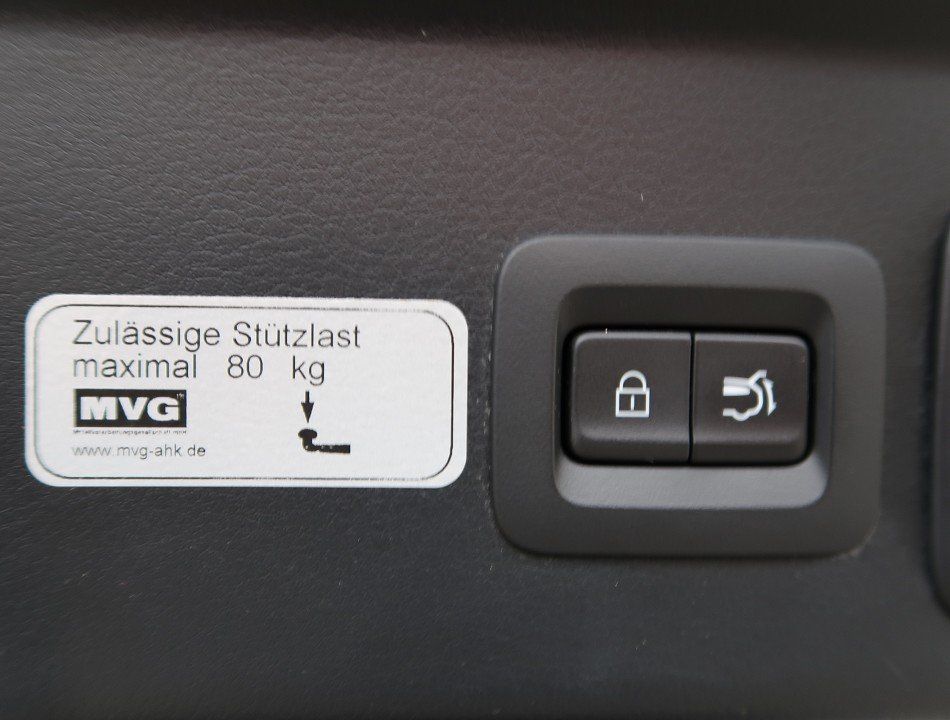 Zulässige Stützlast
maximal 80 kg
MVG
www.mvg-ahk.de